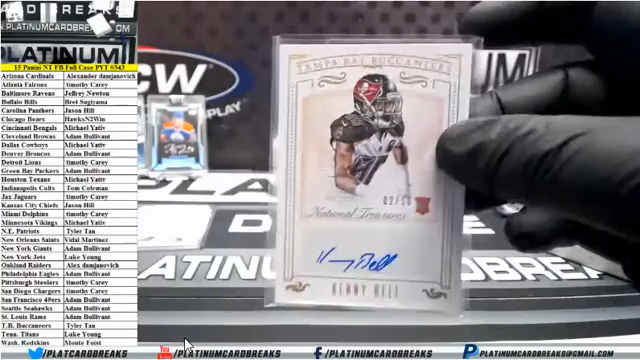 PLATINUM
15 Panini NT FB Full Case PYT #343
Arizona Cardinals Alexander damjanovich
Atlanta Falcons timothy Carey
Baltimore Ravens Jeffrey Newton
Buffalo Bills Bret Sugiyama
Carolina Panthers Jason Hill
Chicago Bears HawksN2Win
Cincinnati Bengals Michael Yativ
Cleveland Browns Adam Bullivant
Dallas Cowboys Michael Yativ
Denver Broncos Adam Bullivant
Detroit Lions timothy Carey
Green Bay Packers Adam Bullivant
Houston Texans Michael Yativ
Indianapolis Colts Tom Coleman
Jax Jaguars timothy Carey
Kansas City Chiefs Jason Hill
Miami Dolphins timothy Carey
Minnesota Vikings Michael Yativ
N.E. Patriots Tyler Tan
New Orleans Saints Vidal Martinez
New York Giants Adam Bullivant
New York Jets Luke Young
Oakland Raiders Alex damjanovich
Philadelphia Eagles Adam Bullivant
Pittsburg Steelers timothy Carey
San Diego Chargers timothy Carey
San Francisco 49ers Adam Bullivant
Seattle Seahawks Adam Bullivant
St. Louis Rams Adam Bullivant
T.B. Buccaneers Tyler Tan
Tenn. Titans Luke Young
Wash. Redskins Monte Foist
TAMPA BAY BUCCANEERS
National Treasures
Kenny Bell
KENNY BELL
CW
DISPLAY
/PLATCARDBREAKS
/PLATINUMCARDBREAKS
/PLATINUMCARDBREAKS
PLATINUMCARDBREAKS@GMAIL.COM